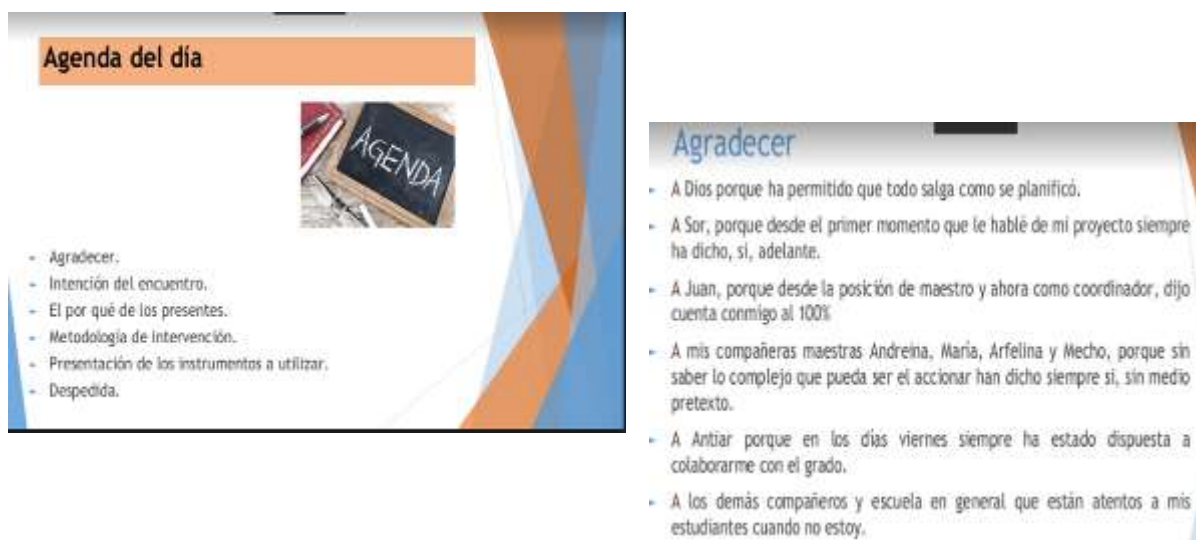 Agenda del día
AGENDA
Agradecer.
Intención del encuentro.
El por qué de los presentes.
Metodología de intervención.
Presentación de los instrumentos a utilizar.
Despedida.
Agradecer
A Dios porque ha permitido que todo salga como se planificó.
A Sor, porque desde el primer momento que le hablé de mi proyecto siempre
ha dicho, si, adelante.
A Juan, porque desde la posición de maestro y ahora como coordinador, dijo
cuenta conmigo al 100%
A mis compañeras maestras Andreina, María, Arfelina y Mecho, porque sin
saber lo complejo que pueda ser el accionar han dicho siempre si, sin medio
pretexto.
A Antiar porque en los días viernes siempre ha estado dispuesta a
colaborarme con el grado.
A los demás compañeros y escuela en general que están atentos a mis
estudiantes cuando no estoy.